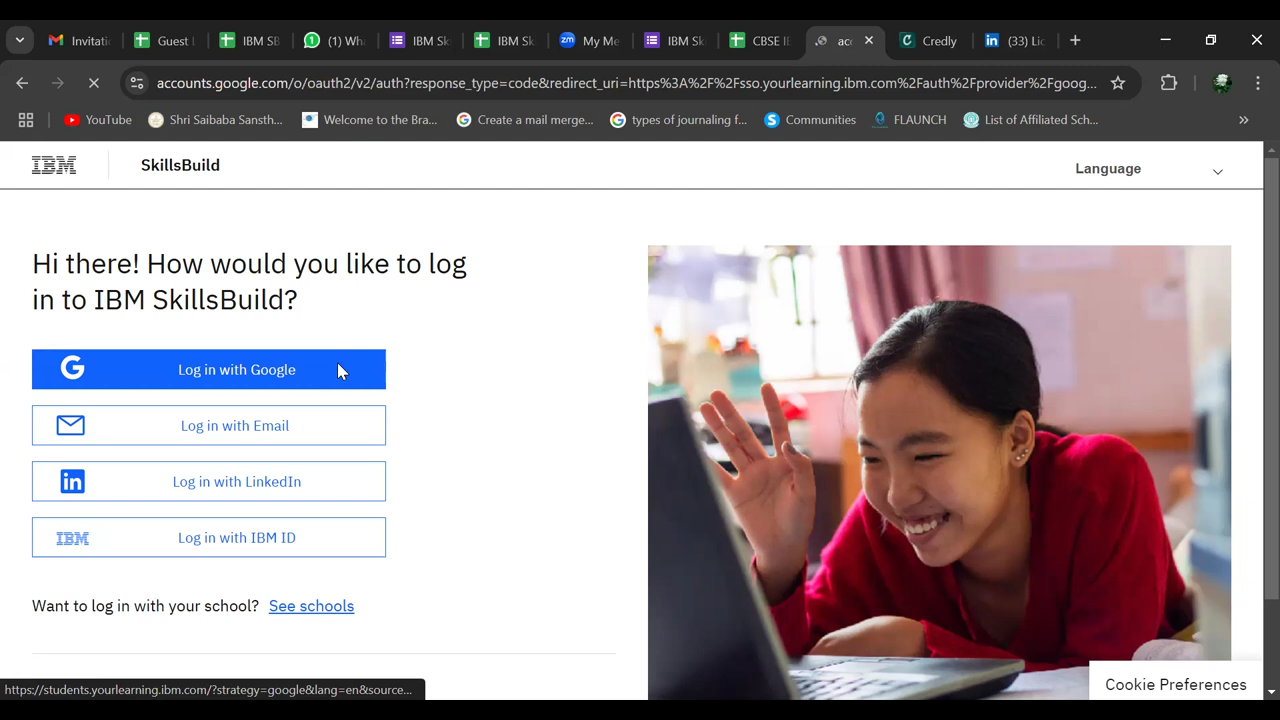 Invitati
Guest
IBM SB
(1) Wh
IBM Sk
IBM Sk
My Me
IBM Sk
CBSE IB
acc
Credly
(33) Lic
accounts.google.com/o/oauth2/v2/auth?response_type=code&redirect_uri=https%3A%2F%2Fsso.yourlearning.ibm.com%2Fauth%2Fprovider%2Fgoog...
YouTube
Shri Saibaba Sansth...
Welcome to the Bra...
Create a mail merge...
types of journaling f...
Communities
FLAUNCH
List of Affiliated Sch...
IBM
SkillsBuild
Language
Hi there! How would you like to log
in to IBM SkillsBuild?
Log in with Google
Log in with Email
Log in with LinkedIn
IBM Log in with IBM ID
Want to log in with your school? See schools
https://students.yourlearning.ibm.com/?strategy=google&lang=en&source...
Cookie Preferences